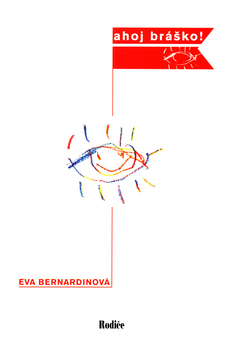 ahoj bráško!
EVA BERNARDINOVÁ
Rodiče